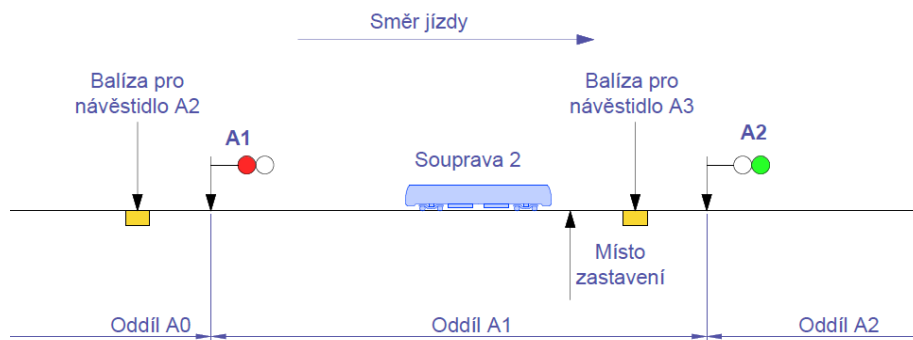 Směr jízdy
Balíza pro
návěstidlo A2
Balíza pro
návěstidlo A3
A1
A2
Souprava 2
Místo
zastavení
Oddíl A0
Oddíl A1
Oddíl A2